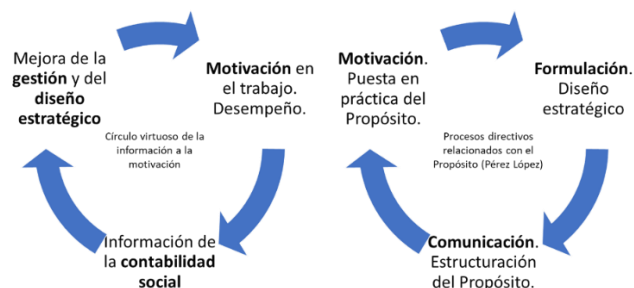 Mejora de la
gestión y del
diseño
estratégico
Motivación en
el trabajo.
Desempeño.
Círculo virtuoso de la
información a la
motivación
Información de
la contabilidad
social
Motivación.
Puesta en
práctica del
Propósito.
Formulación.
Diseño
estratégico
Procesos directivos
relacionados con el
Propósito (Pérez López)
Comunicación.
Estructuración
del Propósito.